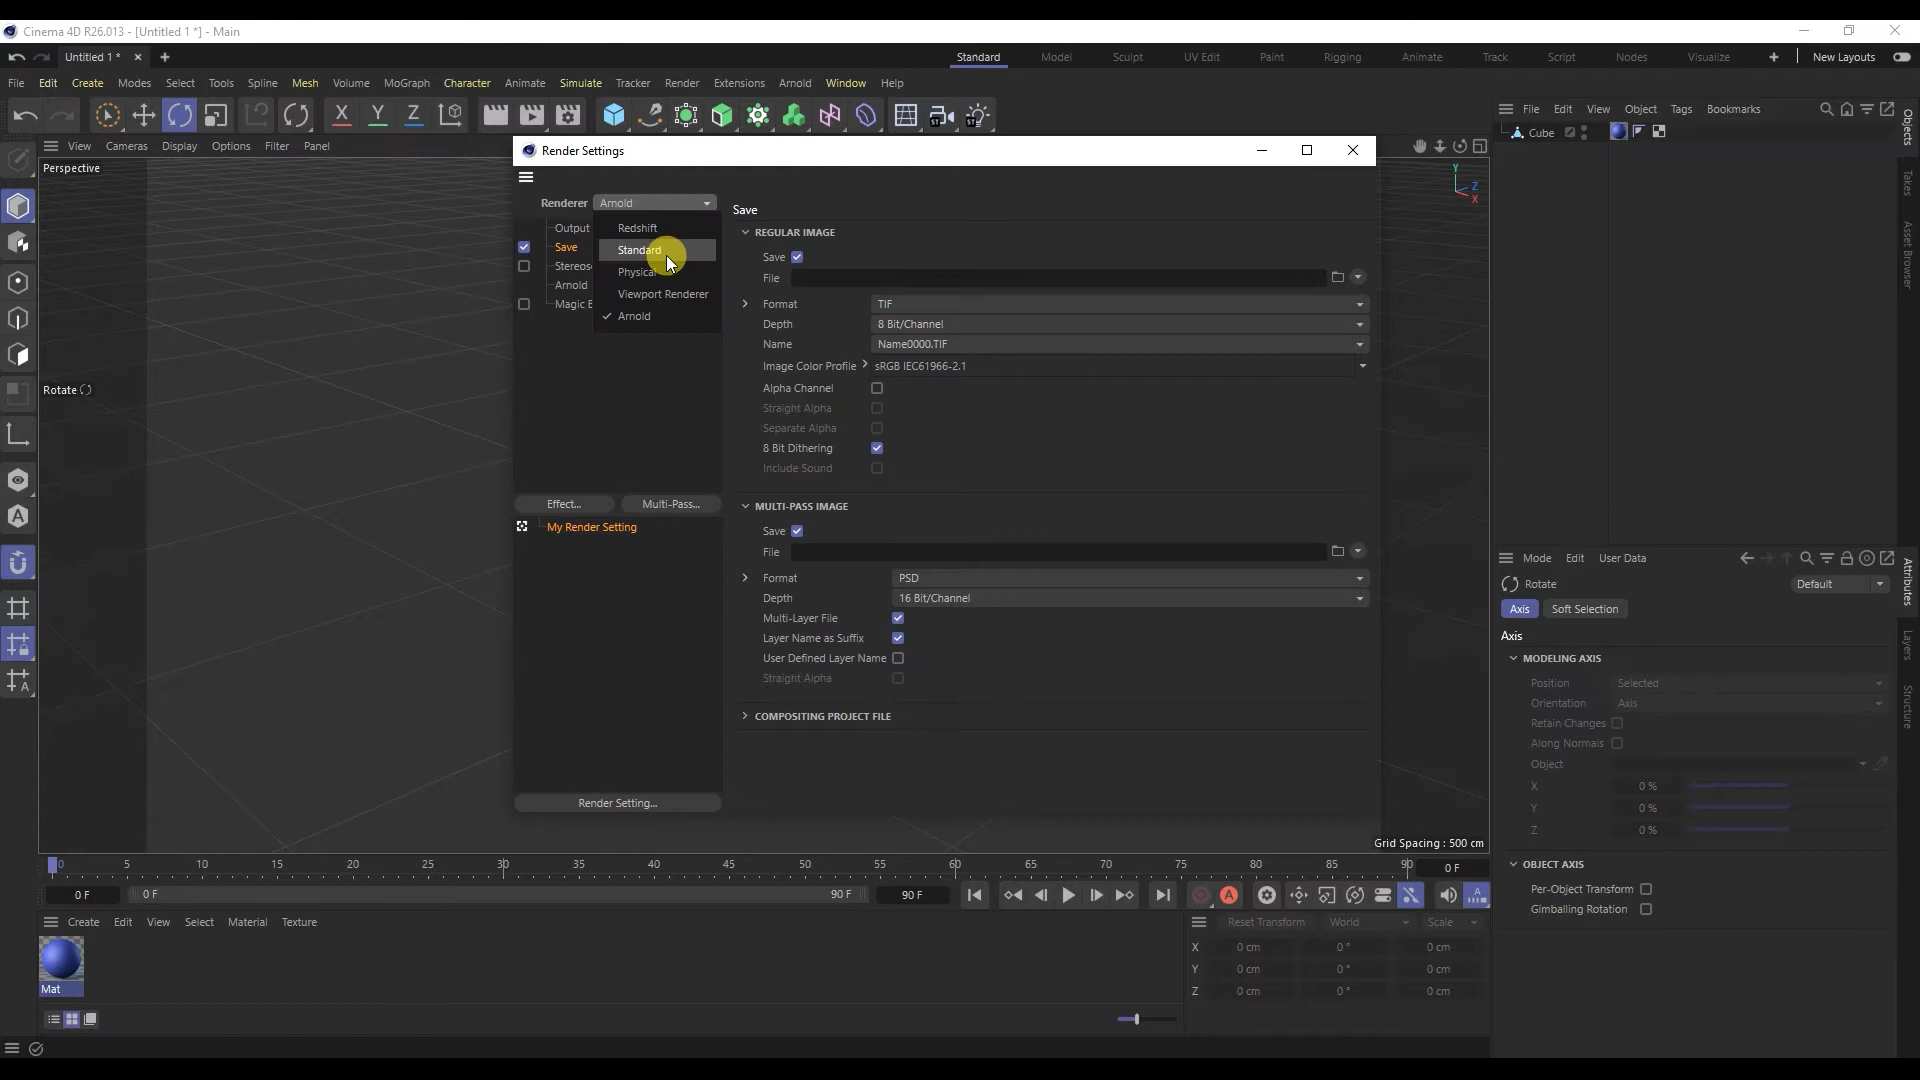 Cinema 4D R26.013 - [Untitled 1 *] - Main
Untitled 1 *
Standard Model Sculpt UV Edit Paint Rigging Animate Track Script Nodes Visualize New Layouts
File Edit Create Modes Select Tools Spline Mesh Volume MoGraph Character Animate Simulate Tracker Render Extensions Arnold Window Help
X Y Z
File Edit View Object Tags Bookmarks
Cube
Objects
Takes
Asset Browser
View Cameras Display Options Filter Panel
Perspective
Rotate
Y
Z
X
Render Settings
Renderer Arnold
Redshift
Standard
Physical
Viewport Renderer
Arnold
Output
Save
Arnold
Effect... Multi-Pass...
My Render Setting
Render Setting...
Save
REGULAR IMAGE
Save
File
Format TIF
Depth 8 Bit/Channel
Name Name0000.TIF
Image Color Profile sRGB IEC61966-2.1
Alpha Channel
Straight Alpha
Separate Alpha
8 Bit Dithering
Include Sound
MULTI-PASS IMAGE
Save
File
Format PSD
Depth 16 Bit/Channel
Multi-Layer File
Layer Name as Suffix
User Defined Layer Name
Straight Alpha
COMPOSITING PROJECT FILE
Grid Spacing : 500 cm
0 5 10 15 20 25 30 35 40 45 50 55 60 65 70 75 80 85 90 0 F
0 F 0 F 90 F 90 F
Create Edit View Select Material Texture
Mat
Reset Transform World Scale
X 0 cm 0 ° 0 cm
Y 0 cm 0 ° 0 cm
Z 0 cm 0 ° 0 cm
Mode Edit User Data
Rotate Default
Axis Soft Selection
Axis
MODELING AXIS
Position Selected
Orientation Axis
Retain Changes
Along Normals
Object
X 0 %
Y 0 %
Z 0 %
OBJECT AXIS
Per-Object Transform
Gimballing Rotation
Attributes
Layers
Structure